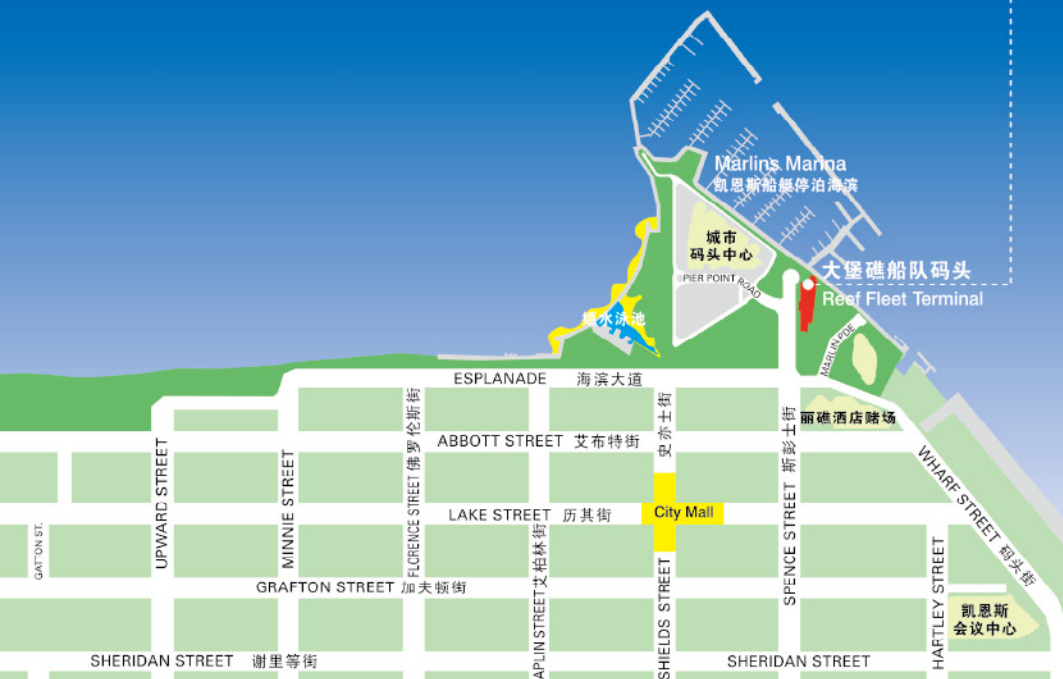 Marlins Marina
凯恩斯船艇停泊海滨
城市
码头中心
PIER POINT ROAD
大堡礁船队码头
Reef Fleet Terminal
水泳池
MARLIN PDE
ESPLANADE 海滨大道
丽礁酒店赌场
ABBOTT STREET 艾布特街
史亦士街
WHARF STREET 码头街
UPWARD STREET
MINNIE STREET
FLORENCE STREET 佛罗伦斯街
SPENCE STREET 斯彭士街
LAKE STREET 历其街
City Mall
GATTON ST.
APLIN STREET 艾柏林街
SHIELDS STREET
HARTLEY STREET
GRAFTON STREET 加夫顿街
凯恩斯
会议中心
SHERIDAN STREET 谢里等街
SHERIDAN STREET